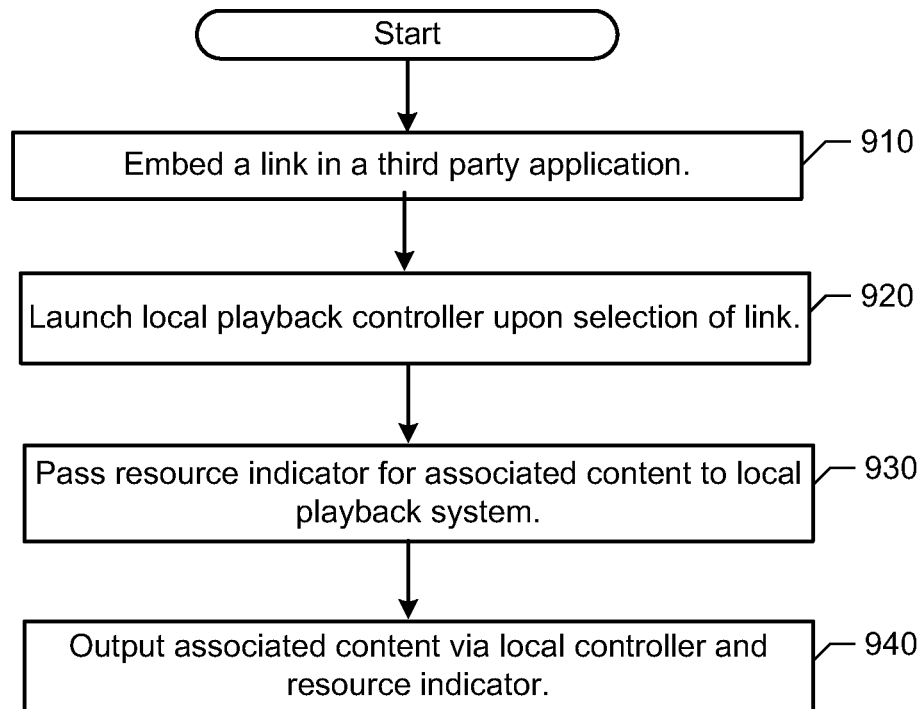 Start
Embed a link in a third party application.
910
Launch local playback controller upon selection of link.
920
Pass resource indicator for associated content to local
playback system.
930
Output associated content via local controller and
resource indicator.
940